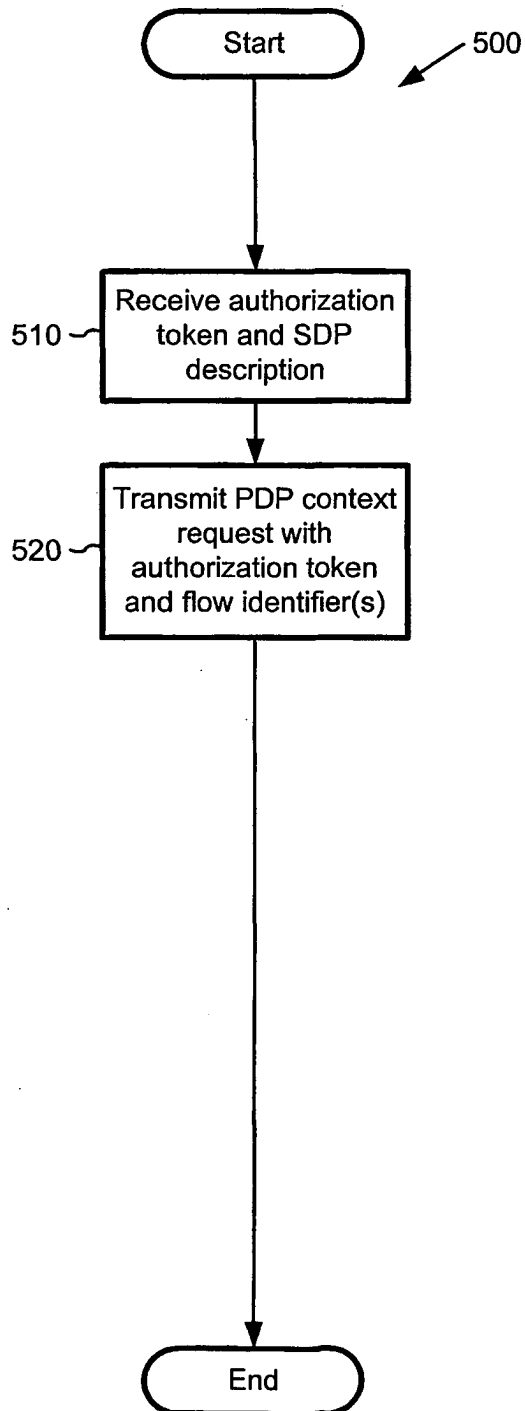 Start
500
510
Receive authorization
token and SDP
description
520
Transmit PDP context
request with
authorization token
and flow identifier(s)
End